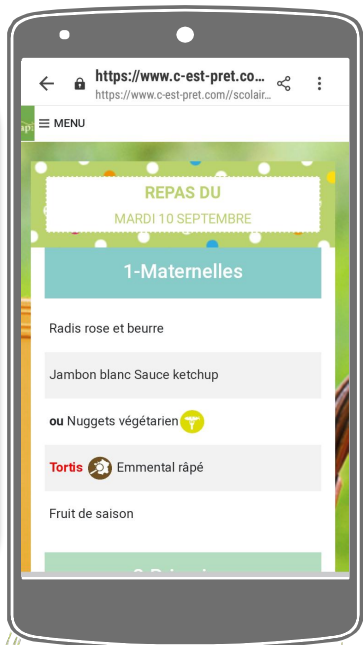 https://www.c-est-pret.co...
https://www.c-est-pret.com//scolair...
MENU
REPAS DU
MARDI 10 SEPTEMBRE
1-Maternelles
Radis rose et beurre
Jambon blanc Sauce ketchup
ou Nuggets végétarien
Tortis Emmental râpé
Fruit de saison